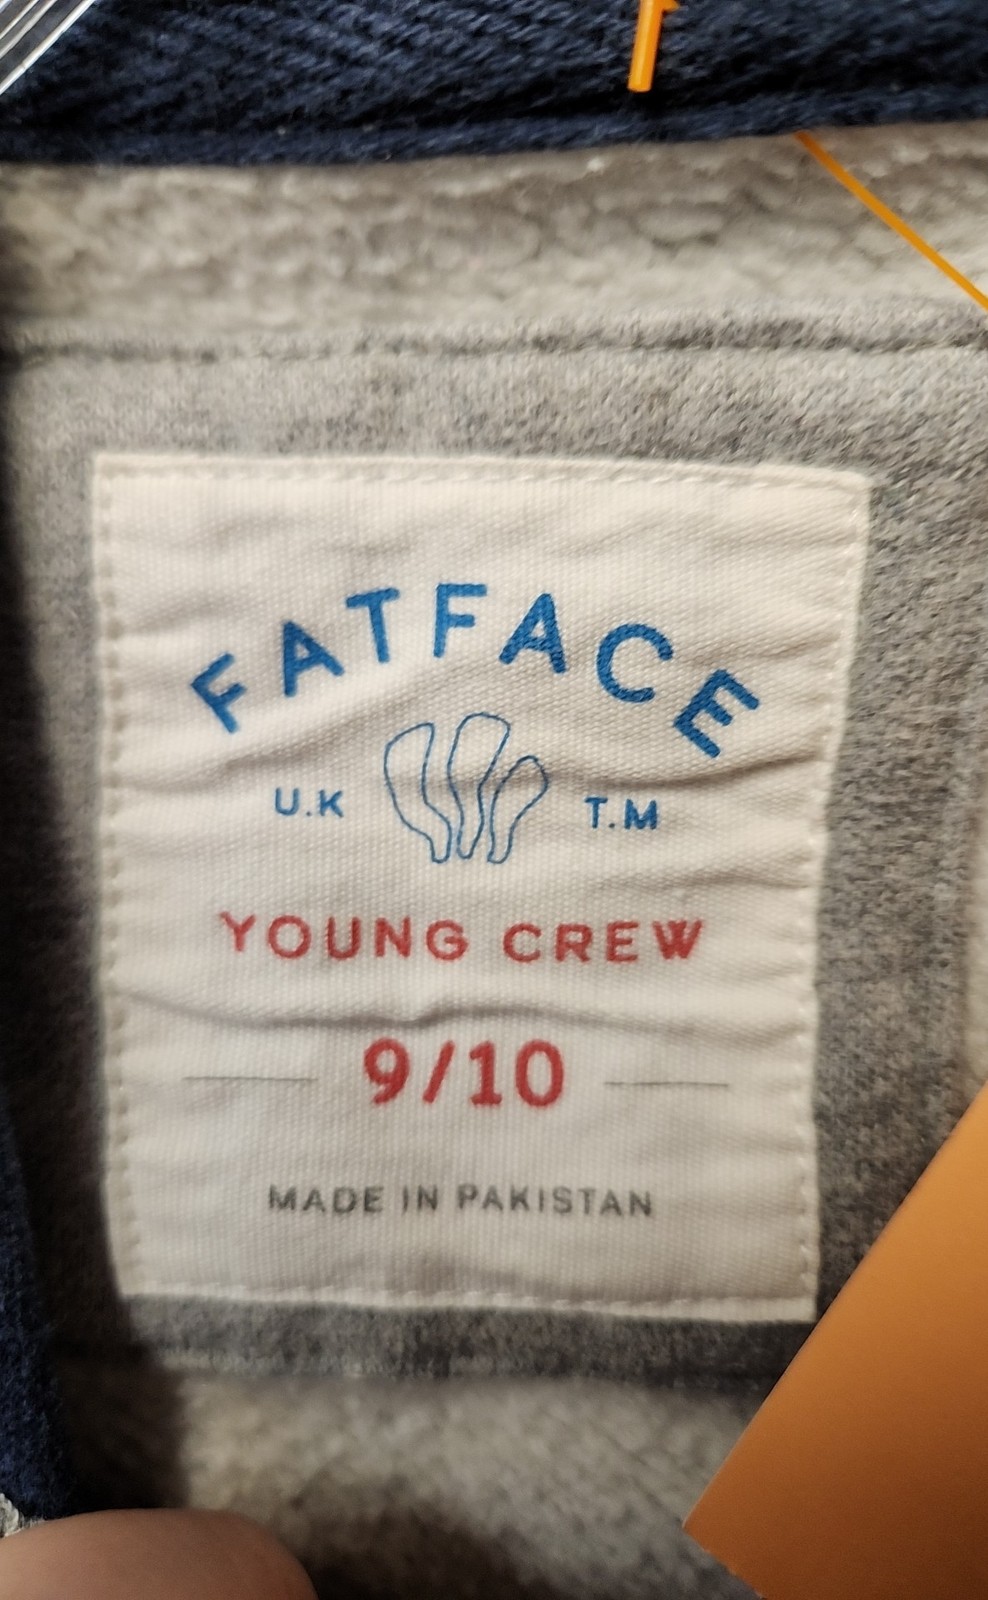 FATFACE
U.K T.M
YOUNG CREW
9/10
MADE IN PAKISTAN